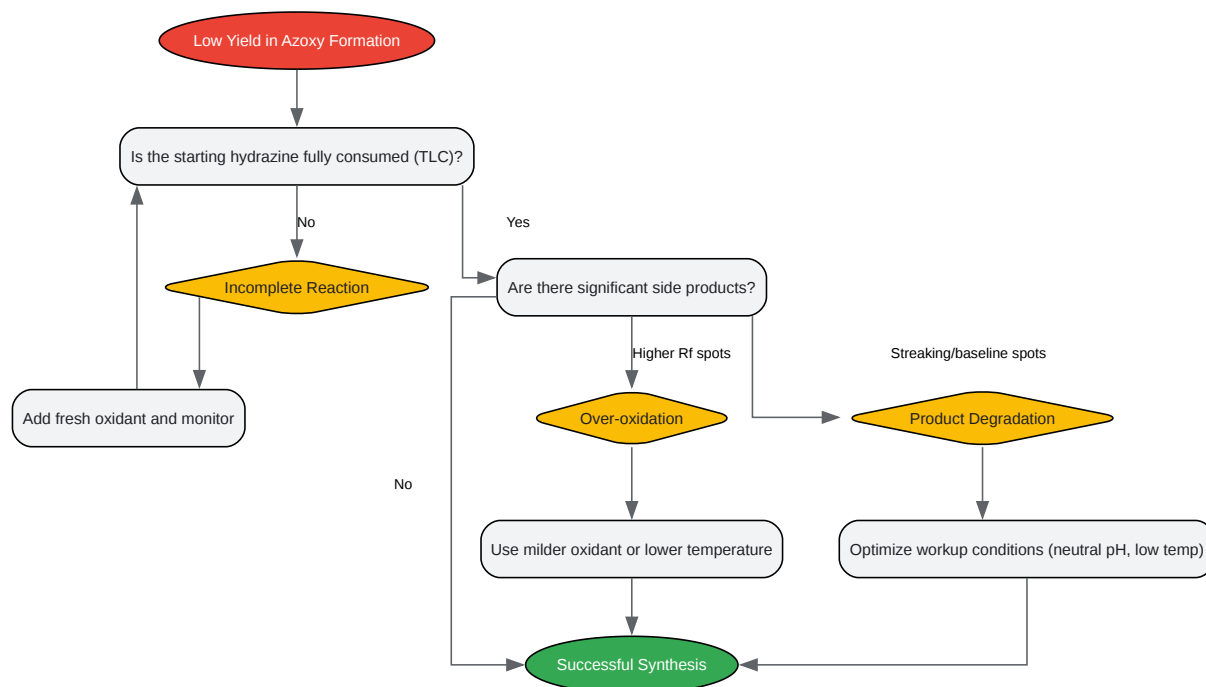 Low Yield in Azoxy Formation
Is the starting hydrazine fully consumed (TLC)?
No
Yes
Incomplete Reaction
Are there significant side products?
Higher Rf spots
Streaking/baseline spots
Add fresh oxidant and monitor
Over-oxidation
Product Degradation
No
Use milder oxidant or lower temperature
Optimize workup conditions (neutral pH, low temp)
Successful Synthesis